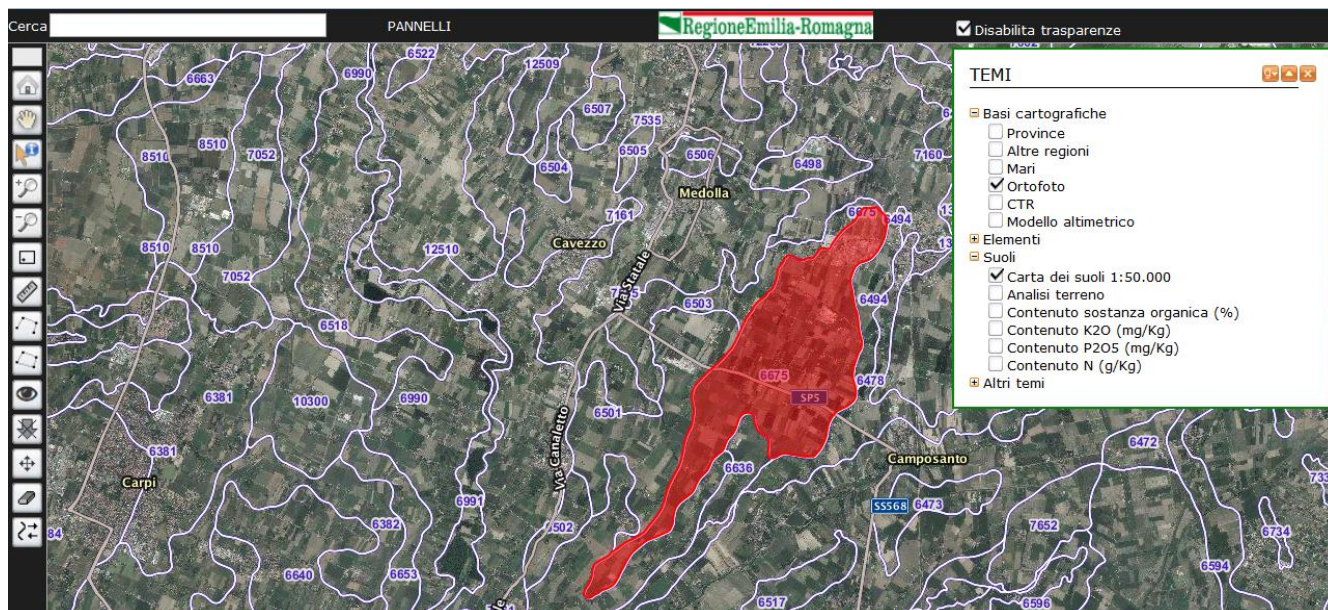 Cerca
PANNELLI
RegioneEmilia-Romagna
Disabilita trasparenze
TEMI
Basi cartografiche
Province
Altre regioni
Mari
Ortofoto
CTR
Modello altimetrico
Elementi
Suoli
Carta dei suoli 1:50.000
Analisi terreno
Contenuto sostanza organica (%)
Contenuto K2O (mg/Kg)
Contenuto P2O5 (mg/Kg)
Contenuto N (g/Kg)
Altri temi
6522
12509
6990
6663
6507
7535
8510
8510
7052
6505
6506
6504
6498
7160
Medolla
7161
6675
6494
Cavezzo
8510
8510
12510
7052
Via Statale
6503
6494
6518
6675
6478
SP5
6381
10300
6990
6501
Via Canaletto
6381
6636
Camposanto
6472
Carpi
6991
SS568
6473
6382
7652
6734
6640
6653
6594
6517
6596